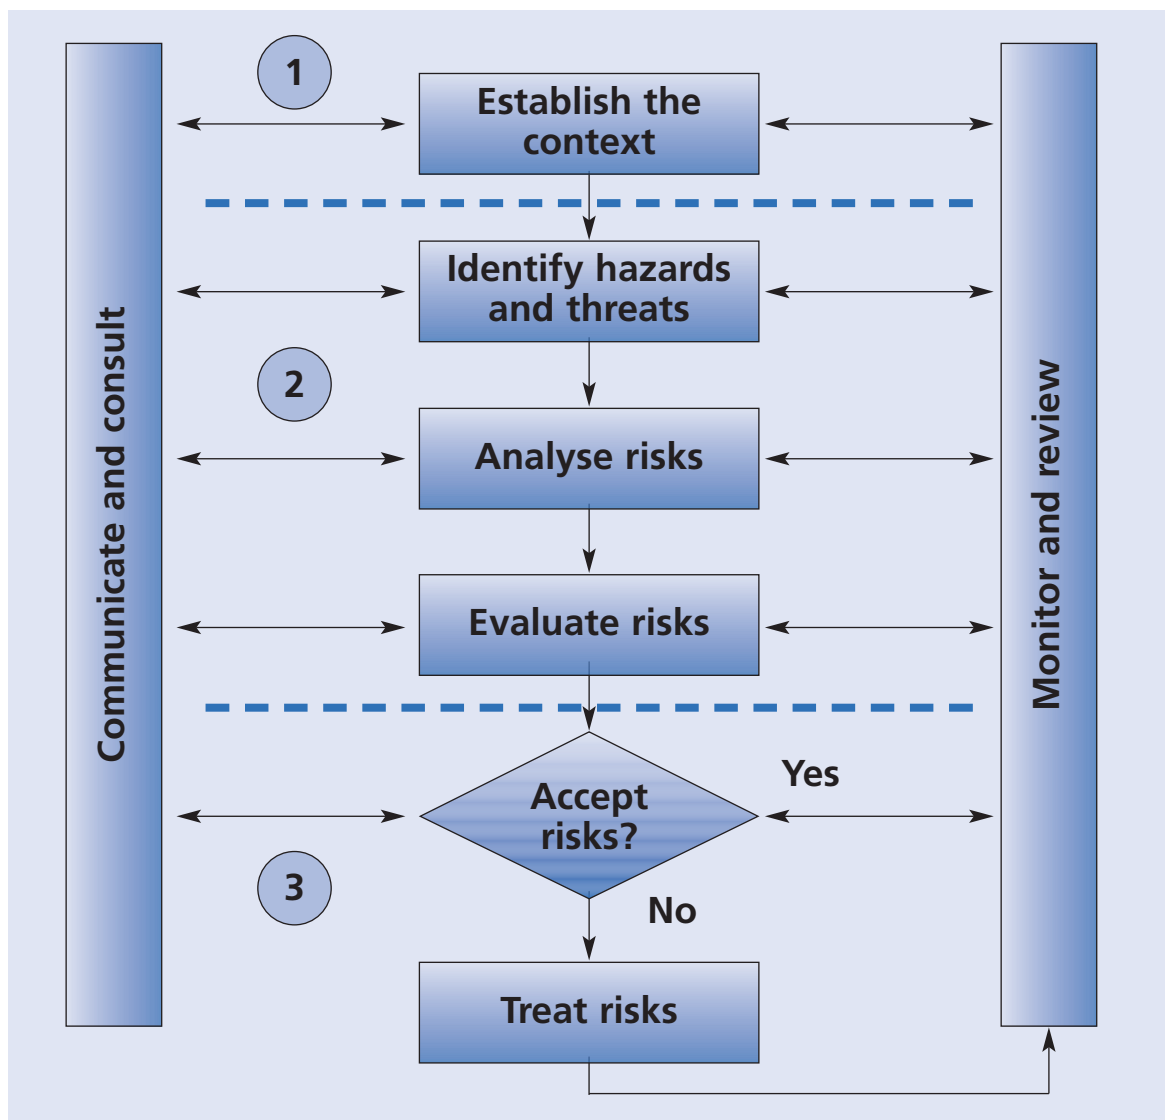 1
Establish the
context
Identify hazards
and threats
2
Analyse risks
Evaluate risks
Accept
risks?
Yes
3
No
Treat risks
Communicate and consult
Monitor and review